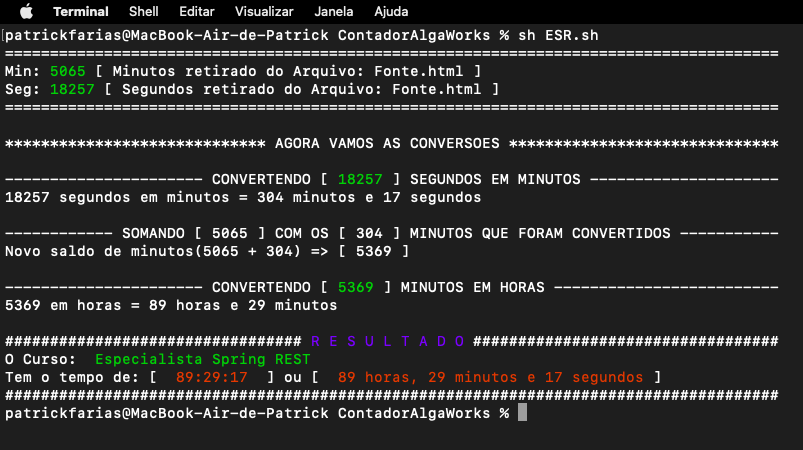 Terminal Shell Editar Visualizar Janela Ajuda
[patrickfarias@MacBook-Air-de-Patrick ContadorAlgaWorks % sh ESR.sh
======================================================================================
Min: 5065 [ Minutos retirado do Arquivo: Fonte.html ]
Seg: 18257 [ Segundos retirado do Arquivo: Fonte.html ]
======================================================================================
***************************** AGORA VAMOS AS CONVERSOES ******************************
---------------------- CONVERTENDO [ 18257 ] SEGUNDOS EM MINUTOS ---------------------
18257 segundos em minutos = 304 minutos e 17 segundos
------------ SOMANDO [ 5065 ] COM OS [ 304 ] MINUTOS QUE FORAM CONVERTIDOS -----------
Novo saldo de minutos(5065 + 304) => [ 5369 ]
---------------------- CONVERTENDO [ 5369 ] MINUTOS EM HORAS -------------------------
5369 em horas = 89 horas e 29 minutos
################################# R E S U L T A D O ##################################
O Curso:  Especialista Spring REST
Tem o tempo de: [  89:29:17  ] ou [  89 horas, 29 minutos e 17 segundos ]
######################################################################################
patrickfarias@MacBook-Air-de-Patrick ContadorAlgaWorks %